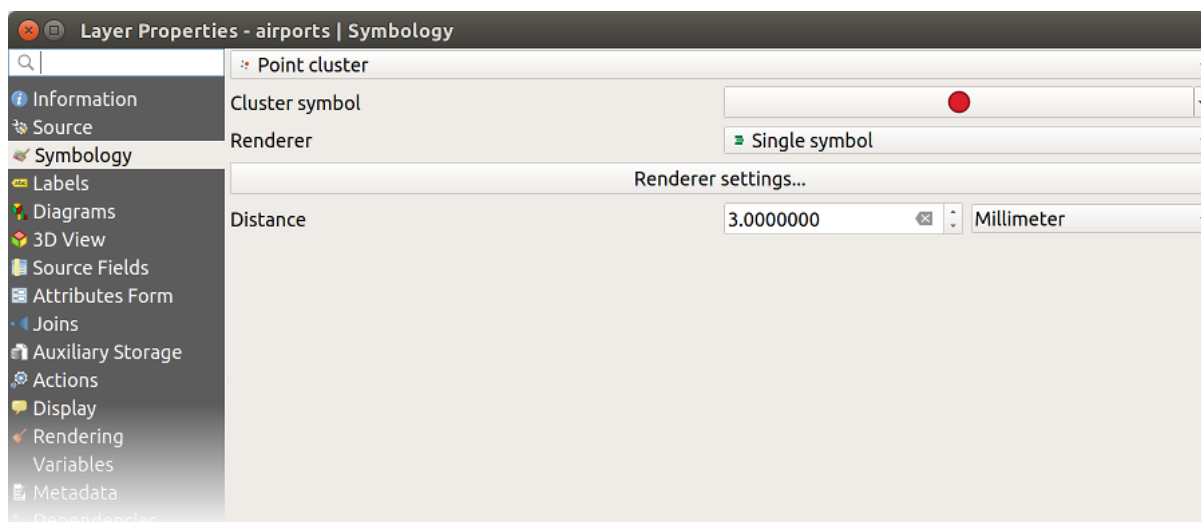 Layer Properties - airports | Symbology
Point cluster
Information
Cluster symbol
Source
Renderer
Single symbol
Symbology
Labels
Renderer settings...
Diagrams
Distance
3.0000000
Millimeter
3D View
Source Fields
Attributes Form
Joins
Auxiliary Storage
Actions
Display
Rendering
Variables
Metadata
Dependencies